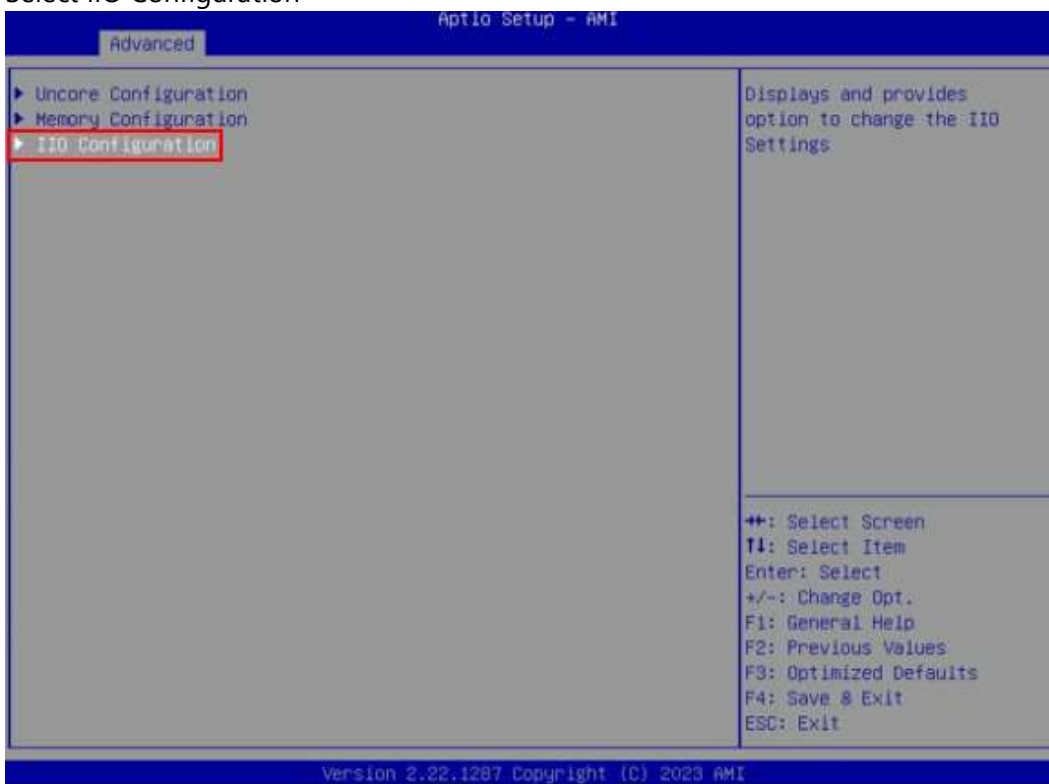 Select IIO Configuration
Aptio Setup - AMI
Advanced
Uncore Configuration
Memory Configuration
IIO Configuration
Displays and provides
option to change the IIO
Settings
→←: Select Screen
↑↓: Select Item
Enter: Select
+/-: Change Opt.
F1: General Help
F2: Previous Values
F3: Optimized Defaults
F4: Save & Exit
ESC: Exit
Version 2.22.1287 Copyright (C) 2023 AMI